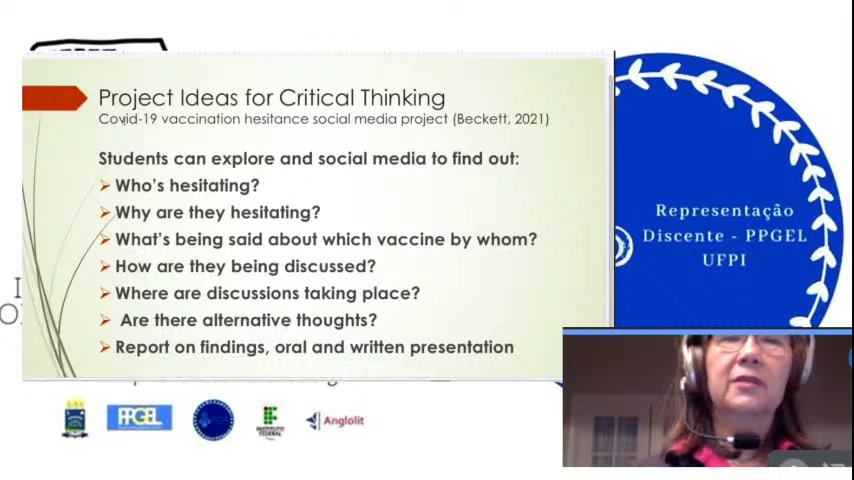 Project Ideas for Critical Thinking
Covid-19 vaccination hesitance social media project (Beckett, 2021)
Students can explore and social media to find out:
Who's hesitating?
Why are they hesitating?
What's being said about which vaccine by whom?
How are they being discussed?
Where are discussions taking place?
Are there alternative thoughts?
Report on findings, oral and written presentation
Representação
Discente - PPGEL
UFPI
PPGEL
INSTITUTO
FEDERAL
Anglolit